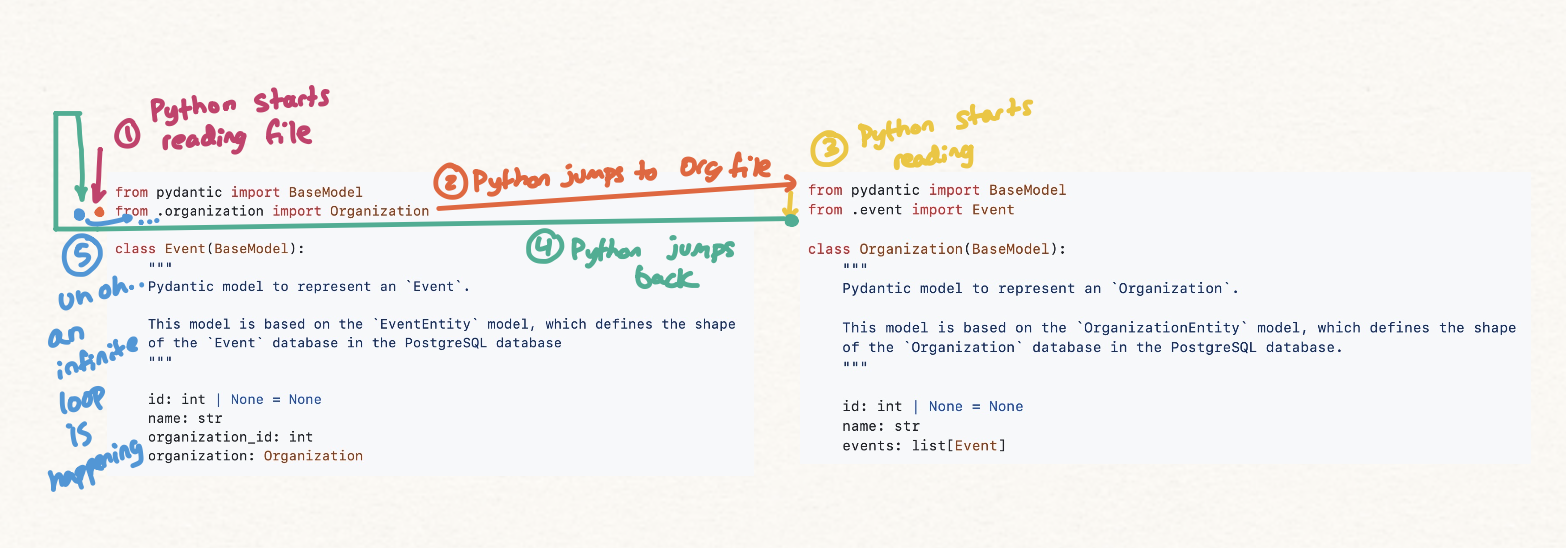 ① Python starts
reading file
② Python jumps to Org file
③ Python starts
reading
from pydantic import BaseModel
from .organization import Organization
④ Python jumps
back
class Event(BaseModel):
"""
Pydantic model to represent an `Event`.

This model is based on the `EventEntity` model, which defines the shape
of the `Event` database in the PostgreSQL database
"""

id: int | None = None
name: str
organization_id: int
organization: Organization
⑤
un oh..
an
infinite
loop
is
happening
from pydantic import BaseModel
from .event import Event

class Organization(BaseModel):
"""
Pydantic model to represent an `Organization`.

This model is based on the `OrganizationEntity` model, which defines the shape
of the `Organization` database in the PostgreSQL database.
"""

id: int | None = None
name: str
events: list[Event]